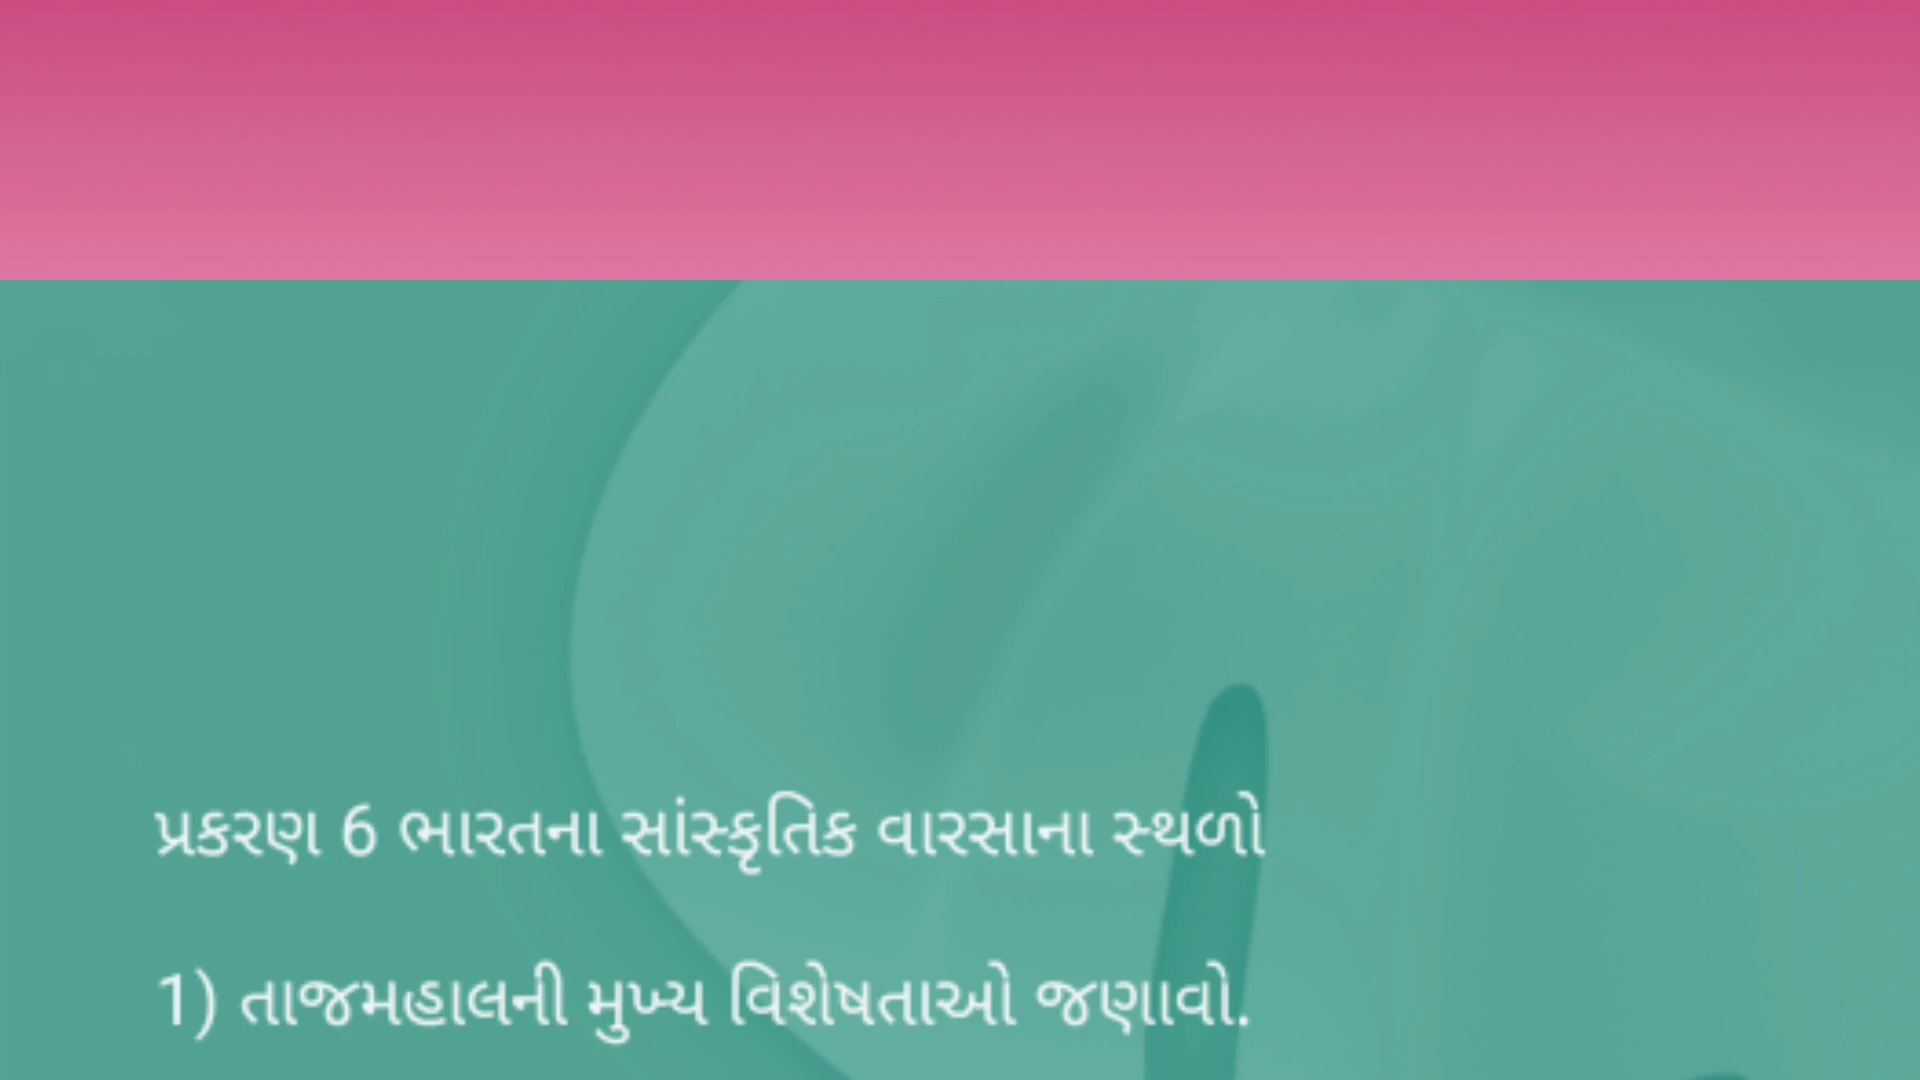 પ્રકરણ 6 ભારતના સાંસ્કૃતિક વારસાના સ્થળો
1) તાજમહાલની મુખ્ય વિશેષતાઓ જણાવો.